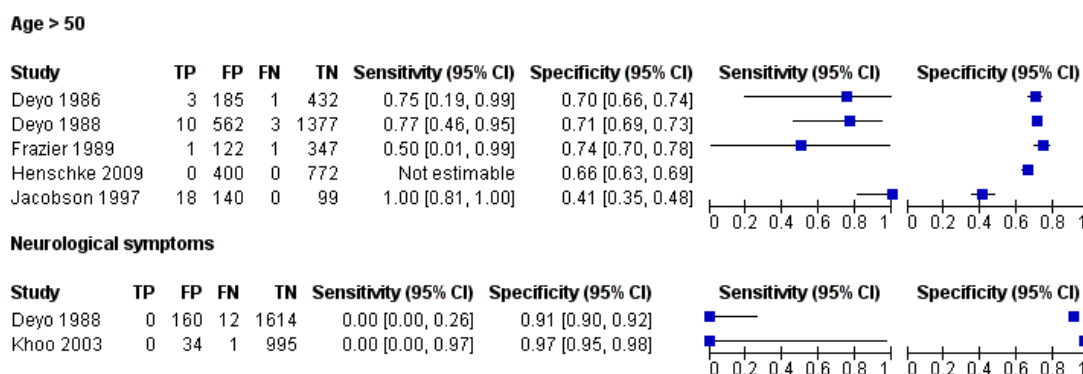 Age > 50
Study TP FP FN TN Sensitivity (95% CI) Specificity (95% CI) Sensitivity (95% CI) Specificity (95% CI)
Deyo 1986 3 185 1 432 0.75 [0.19, 0.99] 0.70 [0.66, 0.74]
Deyo 1988 10 562 3 1377 0.77 [0.46, 0.95] 0.71 [0.69, 0.73]
Frazier 1989 1 122 1 347 0.50 [0.01, 0.99] 0.74 [0.70, 0.78]
Henschke 2009 0 400 0 772 Not estimable 0.66 [0.63, 0.69]
Jacobson 1997 18 140 0 99 1.00 [0.81, 1.00] 0.41 [0.35, 0.48]
0 0.2 0.4 0.6 0.8 1 0 0.2 0.4 0.6 0.8 1
Neurological symptoms
Study TP FP FN TN Sensitivity (95% CI) Specificity (95% CI) Sensitivity (95% CI) Specificity (95% CI)
Deyo 1988 0 160 12 1614 0.00 [0.00, 0.26] 0.91 [0.90, 0.92]
Khoo 2003 0 34 1 995 0.00 [0.00, 0.97] 0.97 [0.95, 0.98]
0 0.2 0.4 0.6 0.8 1 0 0.2 0.4 0.6 0.8 1